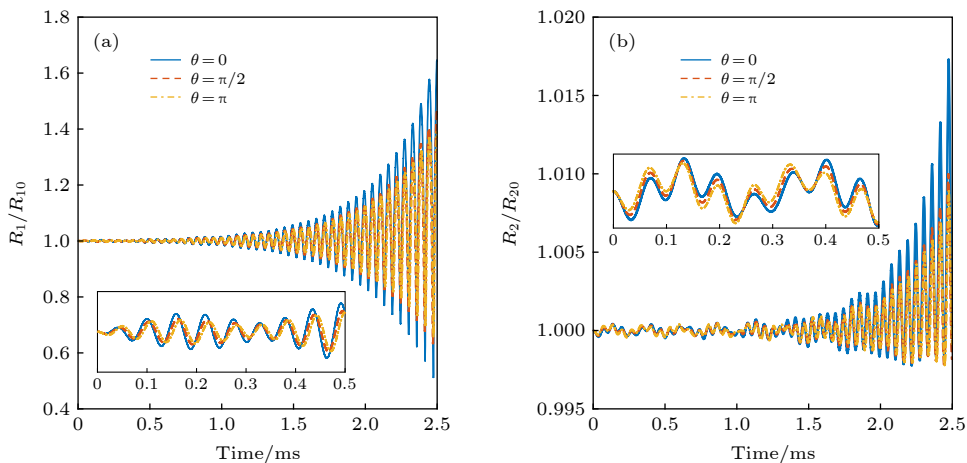 (a)
θ = 0
θ = π/2
θ = π
R₁/R₁₀
1.8
1.6
1.4
1.2
1.0
0.8
0.6
0.4
0 0.1 0.2 0.3 0.4 0.5
0 0.5 1.0 1.5 2.0 2.5
Time/ms
(b)
θ = 0
θ = π/2
θ = π
R₂/R₂₀
1.020
1.015
1.010
1.005
1.000
0.995
0 0.1 0.2 0.3 0.4 0.5
0 0.5 1.0 1.5 2.0 2.5
Time/ms